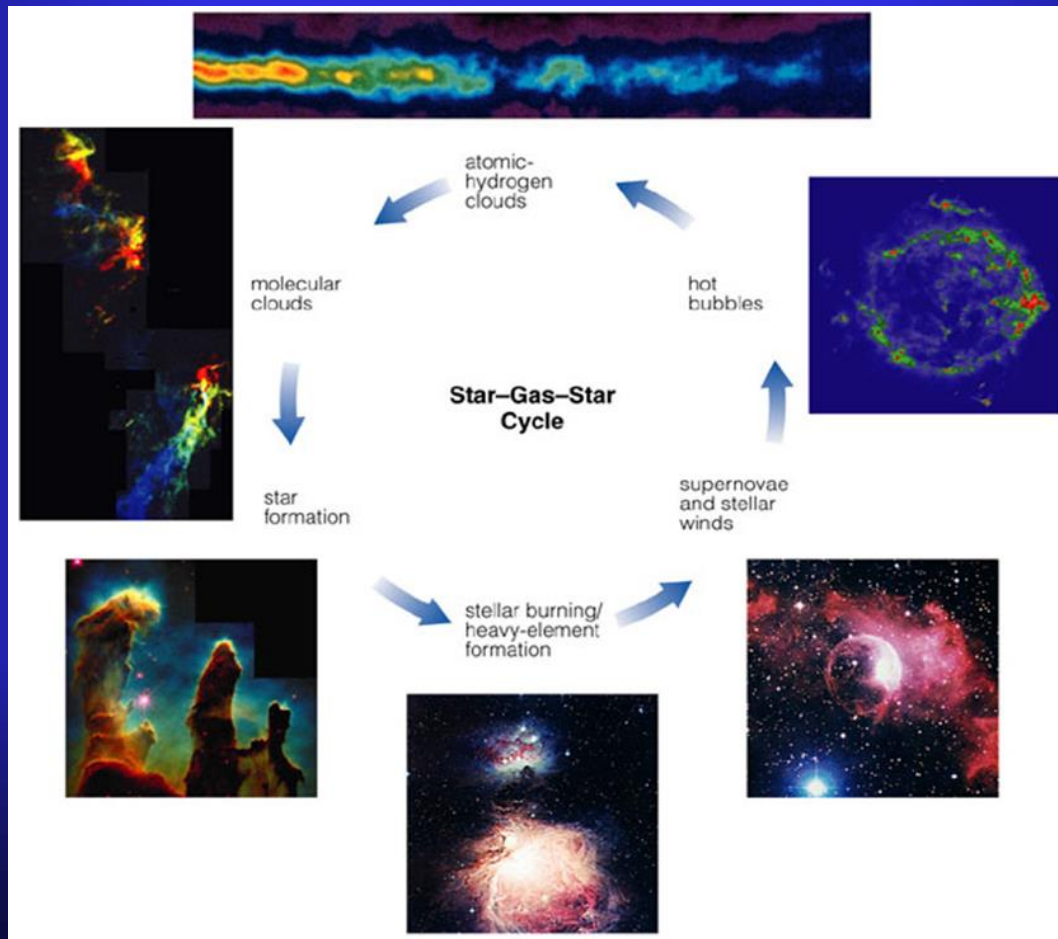 atomic-
hydrogen
clouds
molecular
clouds
hot
bubbles
Star–Gas–Star
Cycle
star
formation
supernovae
and stellar
winds
stellar burning/
heavy-element
formation